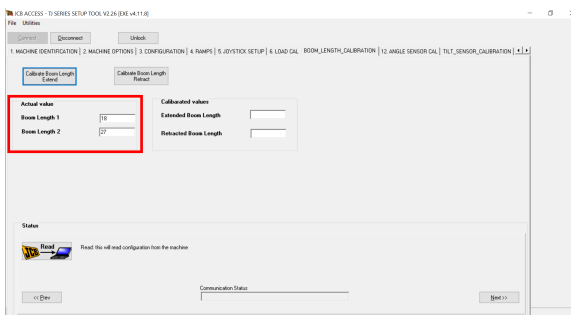 JCB ACCESS - TJ SERIES SETUP TOOL V2.26 [EXE v4.11.8]
File Utilities
Connect Disconnect Unlock
1. MACHINE IDENTIFICATION 2. MACHINE OPTIONS 3. CONFIGURATION 4. RAMPS 5. JOYSTICK SETUP 6. LOAD CAL BOOM_LENGTH_CALIBRATION 12. ANGLE SENSOR CAL TILT_SENSOR_CALIBRATION
Calibrate Boom Length Extend
Calibrate Boom Length Retract
Actual value
Boom Length 1 18
Boom Length 2 27
Calibarated values
Extended Boom Length
Retracted Boom Length
Status
JCB Read
Read: this will read configuration from the machine
Communication Status
<< Prev
Next >>